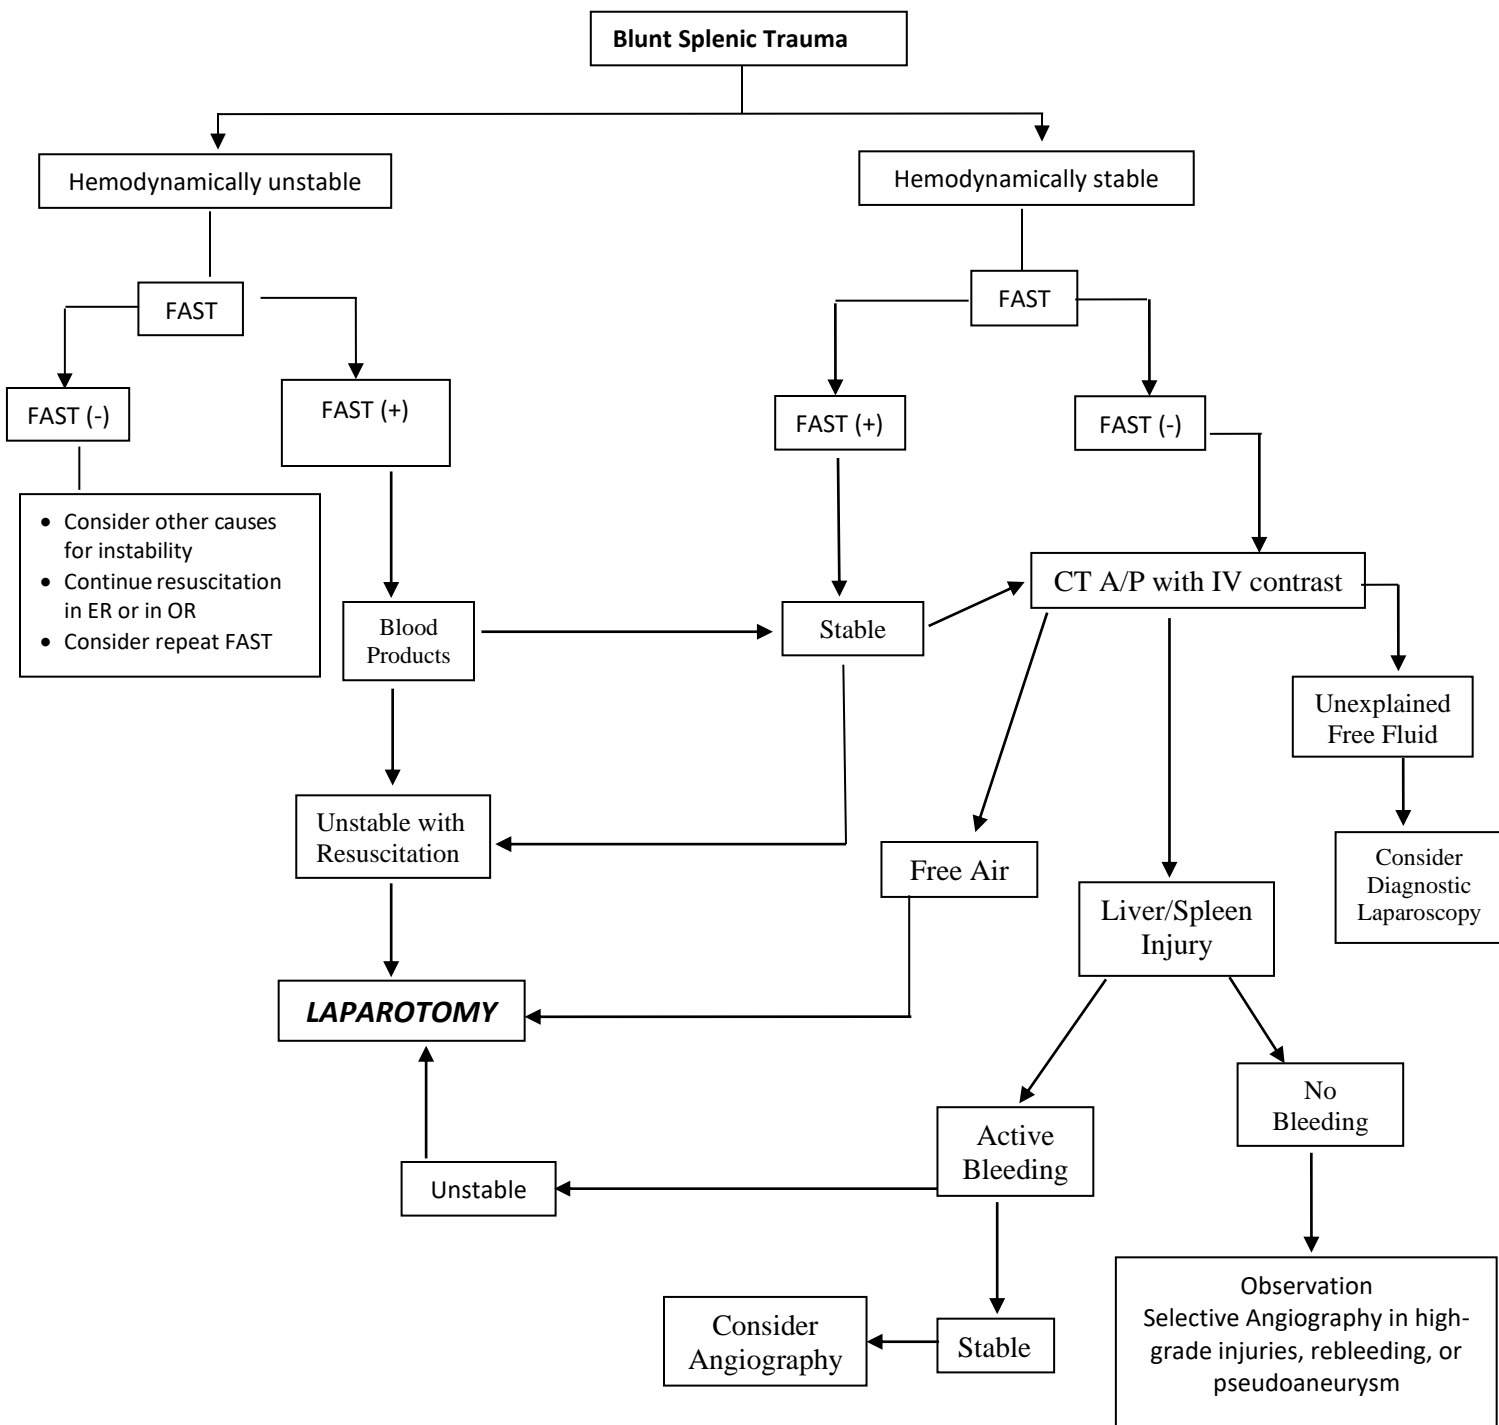 Blunt Splenic Trauma
Hemodynamically unstable
Hemodynamically stable
FAST
FAST
FAST (-)
FAST (+)
FAST (+)
FAST (-)
• Consider other causes
for instability
• Continue resuscitation
in ER or in OR
• Consider repeat FAST
Blood
Products
Stable
CT A/P with IV contrast
Unexplained
Free Fluid
Unstable with
Resuscitation
Free Air
Consider
Diagnostic
Laparoscopy
Liver/Spleen
Injury
LAPAROTOMY
No
Bleeding
Active
Bleeding
Unstable
Observation
Selective Angiography in high-
grade injuries, rebleeding, or
pseudoaneurysm
Consider
Angiography
Stable